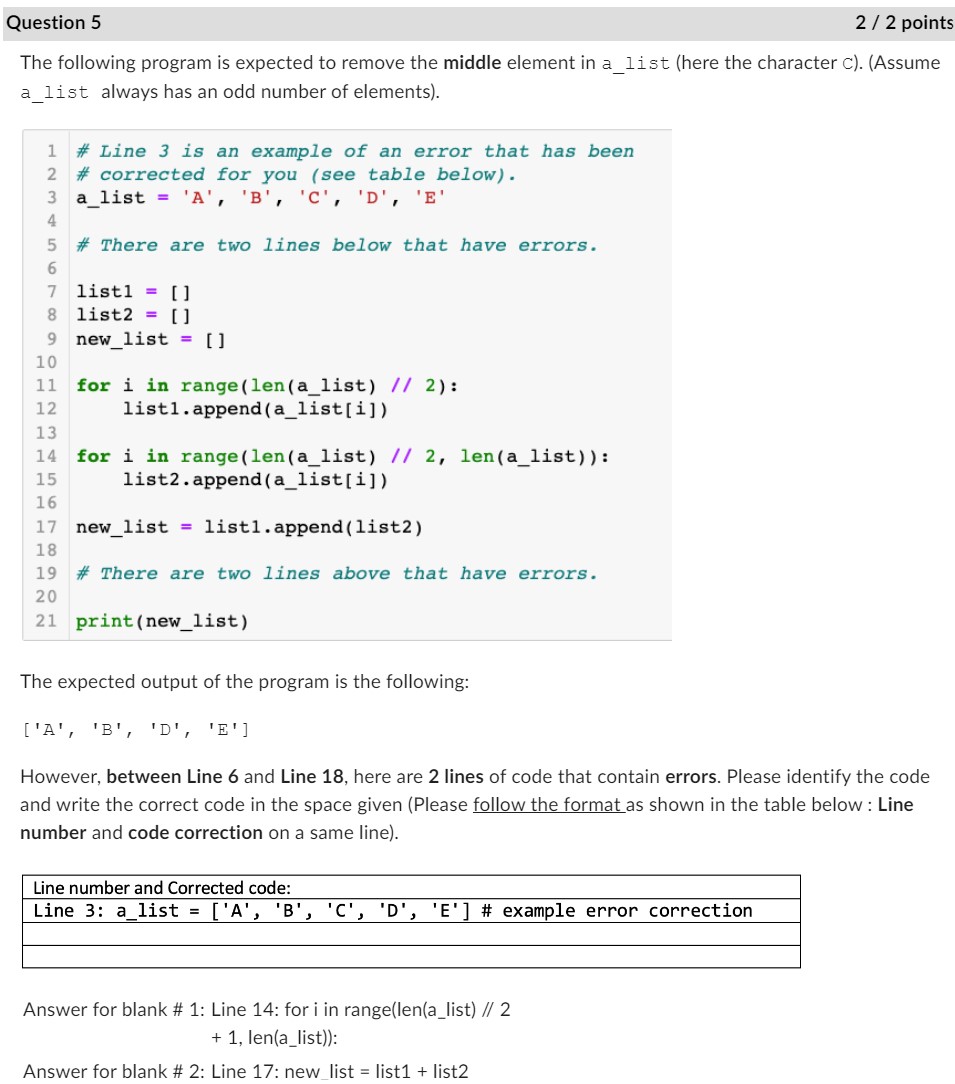 Question 5 2 / 2 points
The following program is expected to remove the middle element in a_list (here the character C). (Assume
a_list always has an odd number of elements).
1 # Line 3 is an example of an error that has been
2 # corrected for you (see table below).
3 a_list = 'A', 'B', 'C', 'D', 'E'
4
5 # There are two lines below that have errors.
6
7 list1 = []
8 list2 = []
9 new_list = []
10
11 for i in range(len(a_list) // 2):
12     list1.append(a_list[i])
13
14 for i in range(len(a_list) // 2, len(a_list)):
15     list2.append(a_list[i])
16
17 new_list = list1.append(list2)
18
19 # There are two lines above that have errors.
20
21 print(new_list)
The expected output of the program is the following:
['A', 'B', 'D', 'E']
However, between Line 6 and Line 18, here are 2 lines of code that contain errors. Please identify the code
and write the correct code in the space given (Please follow the format as shown in the table below : Line
number and code correction on a same line).
Line number and Corrected code:
Line 3: a_list = ['A', 'B', 'C', 'D', 'E'] # example error correction
Answer for blank # 1: Line 14: for i in range(len(a_list) // 2
+ 1, len(a_list)):
Answer for blank # 2: Line 17: new_list = list1 + list2